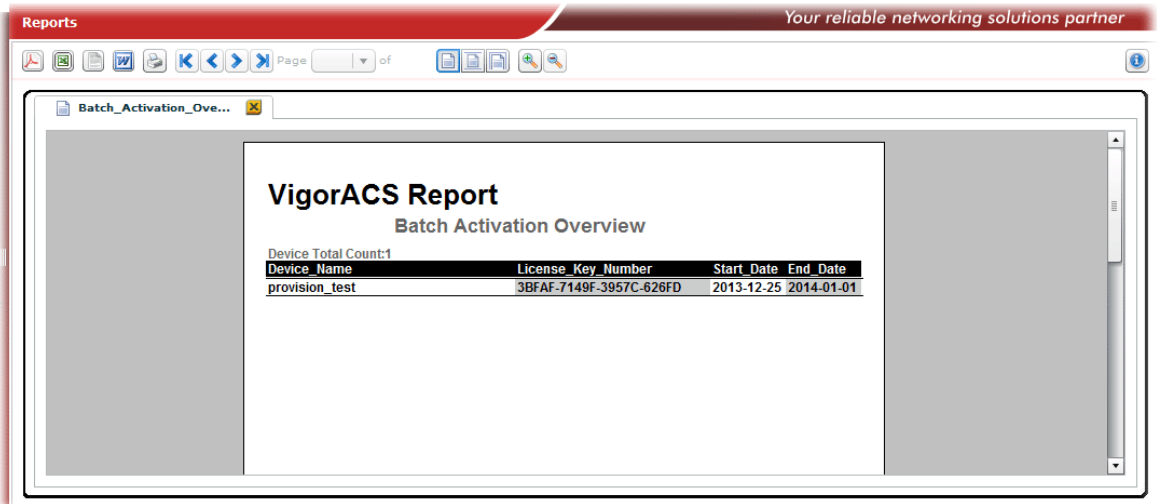 Reports
Your reliable networking solutions partner
Page of
Batch_Activation_Ove...
VigorACS Report
Batch Activation Overview
Device Total Count:1
Device_Name License_Key_Number Start_Date End_Date
provision_test 3BFAF-7149F-3957C-626FD 2013-12-25 2014-01-01